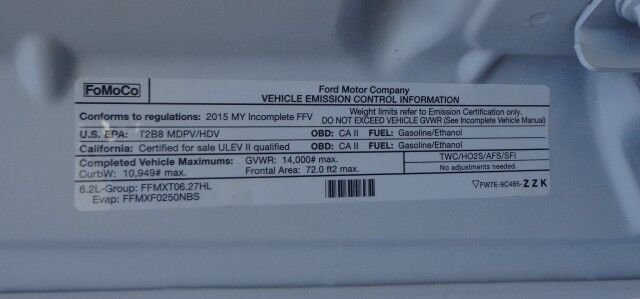 FoMoCo
Ford Motor Company
VEHICLE EMISSION CONTROL INFORMATION
Conforms to regulations: 2015 MY Incomplete FFV
Weight limits refer to Emission Certification only.
DO NOT EXCEED VEHICLE GVWR (See Incomplete Vehicle Manual)
U.S. EPA: T2B8 MDPV/HDV OBD: CA II FUEL: Gasoline/Ethanol
California: Certified for sale ULEV II qualified OBD: CA II FUEL: Gasoline/Ethanol
Completed Vehicle Maximums: GVWR: 14,000# max.
CurbW: 10,949# max. Frontal Area: 72.0 ft2 max.
TWC/HO2S/AFS/SFI
No adjustments needed.
6.2L-Group: FFMXT06.27HL
Evap: FFMXF0250NBS
FW7E-9C485-ZZK